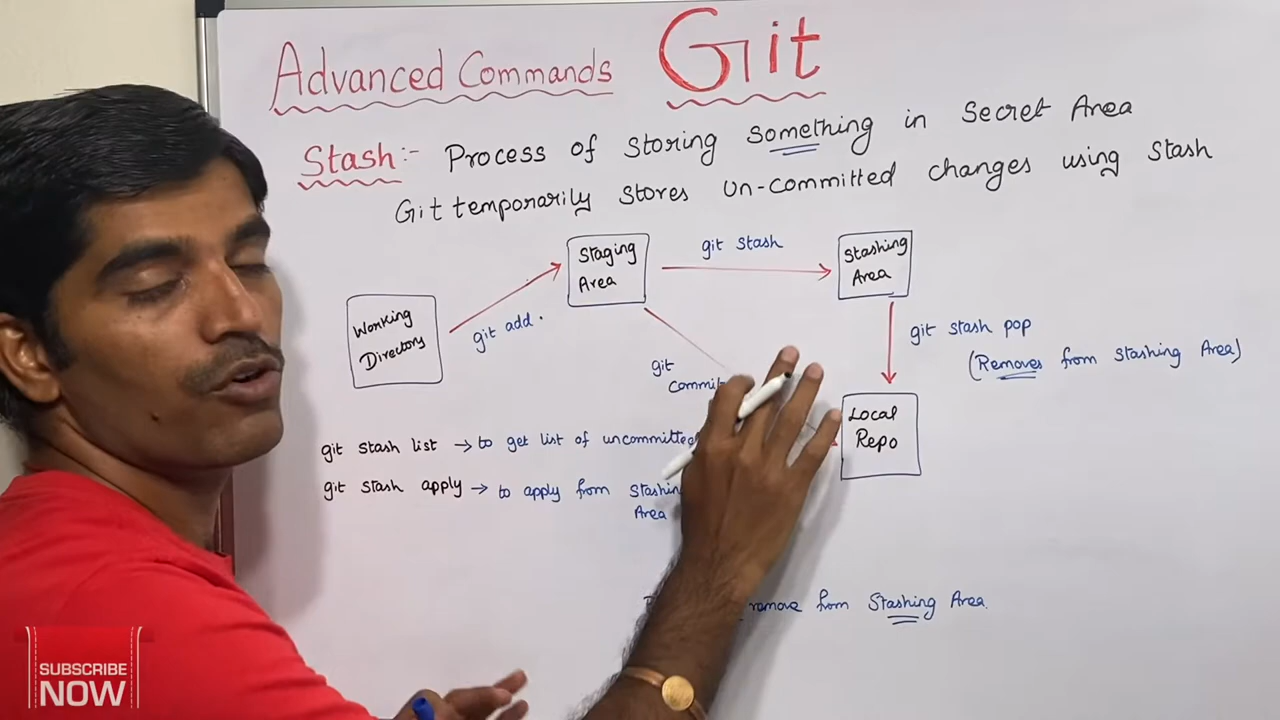 Advanced Commands Git
Stash:- Process of storing something in Secret Area
Git temporarily stores un-committed changes using stash
Staging
Area
git stash
Stashing
Area
Working
Directory
git add.
git stash pop
(Removes from stashing Area)
git
commit
Local
Repo
git stash list → to get list of uncommitted
git stash apply → to apply from
Area
remove from Stashing Area.
SUBSCRIBE
NOW